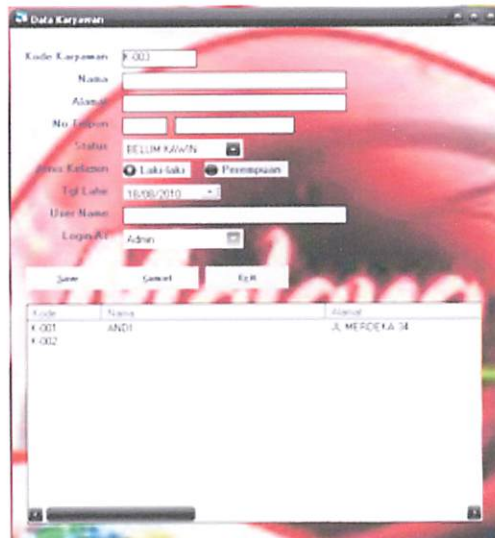 Data Karyawan
Kode Karyawan K-003
Nama
Alamat
No Telpon
Status BELUM KAWIN
Jenis Kelamin Laki-laki Perempuan
Tgl Lahir 18/08/2010
User Name
Login As Admin
Save Cancel Exit
Kode Nama Alamat
K-001 ANDI JL MERDEKA 34
K-002